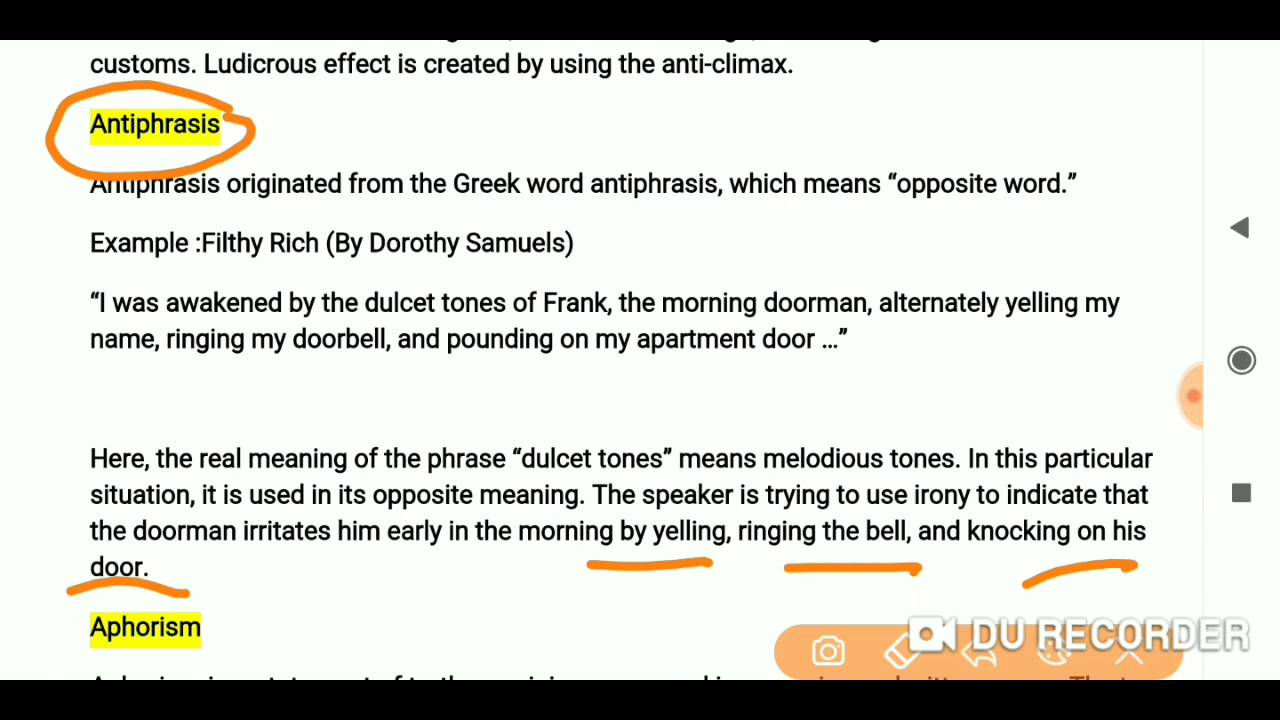 customs. Ludicrous effect is created by using the anti-climax.
Antiphrasis
Antiphrasis originated from the Greek word antiphrasis, which means “opposite word.”
Example :Filthy Rich (By Dorothy Samuels)
“I was awakened by the dulcet tones of Frank, the morning doorman, alternately yelling my
name, ringing my doorbell, and pounding on my apartment door ...”
Here, the real meaning of the phrase “dulcet tones” means melodious tones. In this particular
situation, it is used in its opposite meaning. The speaker is trying to use irony to indicate that
the doorman irritates him early in the morning by yelling, ringing the bell, and knocking on his
door.
Aphorism
DU RECORDER